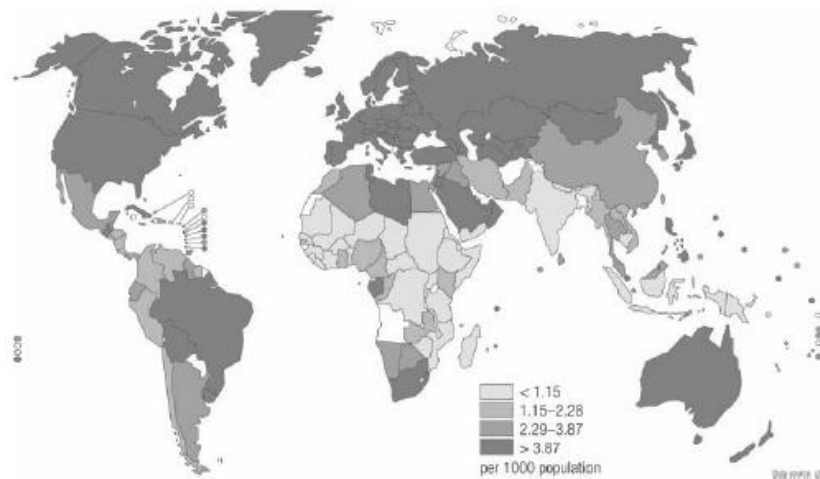 < 1.15
1.15–2.28
2.29–3.87
> 3.87
per 1000 population